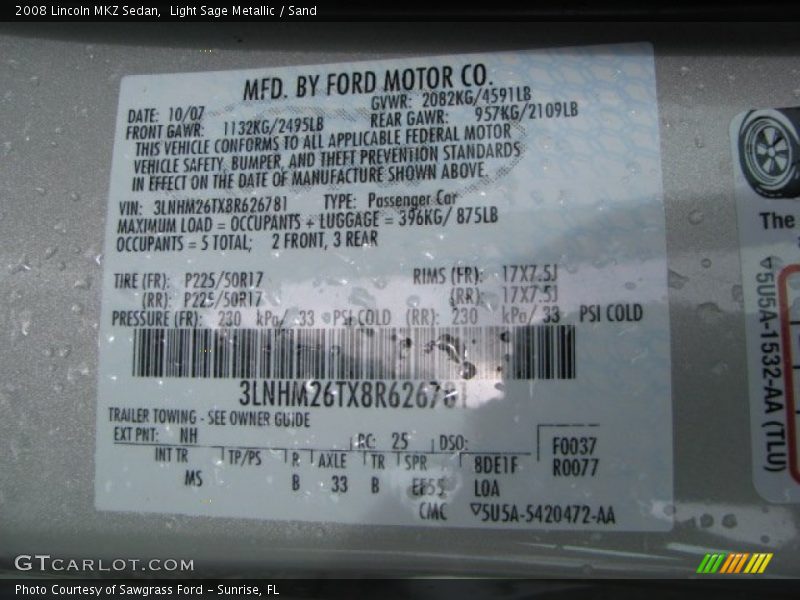 2008 Lincoln MKZ Sedan,  Light Sage Metallic / Sand
MFD. BY FORD MOTOR CO.
DATE: 10/07 GVWR: 2082KG/4591LB
FRONT GAWR: 1132KG/2495LB REAR GAWR: 957KG/2109LB
THIS VEHICLE CONFORMS TO ALL APPLICABLE FEDERAL MOTOR
VEHICLE SAFETY, BUMPER, AND THEFT PREVENTION STANDARDS
IN EFFECT ON THE DATE OF MANUFACTURE SHOWN ABOVE.
VIN: 3LNHM26TX8R626781 TYPE: Passenger Car
MAXIMUM LOAD = OCCUPANTS + LUGGAGE = 396KG/ 875LB
OCCUPANTS = 5 TOTAL; 2 FRONT, 3 REAR
TIRE (FR): P225/50R17 RIMS (FR): 17X7.5J
(RR): P225/50R17 (RR): 17X7.5J
PRESSURE (FR): 230 kPa/ 33 PSI COLD (RR): 230 kPa/ 33 PSI COLD
3LNHM26TX8R626781
TRAILER TOWING - SEE OWNER GUIDE
EXT PNT: NH RC: 25 DSO: F0037
INT TR TP/PS R AXLE TR SPR 8DE1F R0077
MS B 33 B EE55 L0A
CMC ▽5U5A-5420472-AA
The
5U5A-1532-AA (TLU)
GTCARLOT.COM
Photo Courtesy of Sawgrass Ford - Sunrise, FL